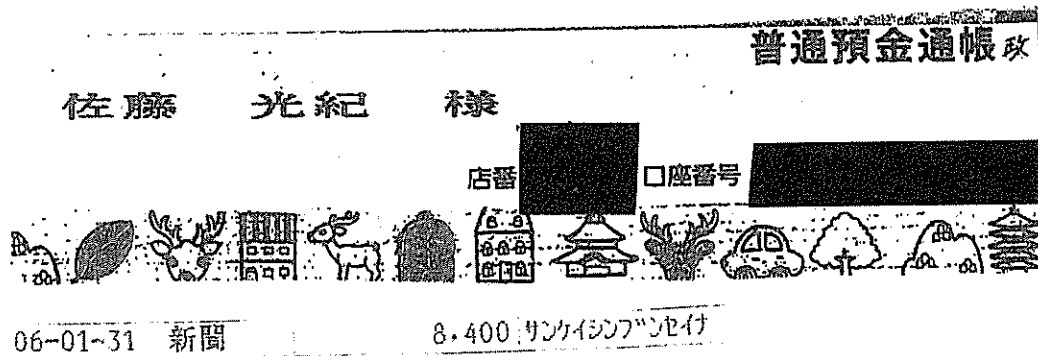 普通預金通帳 政
佐藤 光紀 様
店番 口座番号
06-01-31 新聞 8,400 サンケイシンブンセイナ